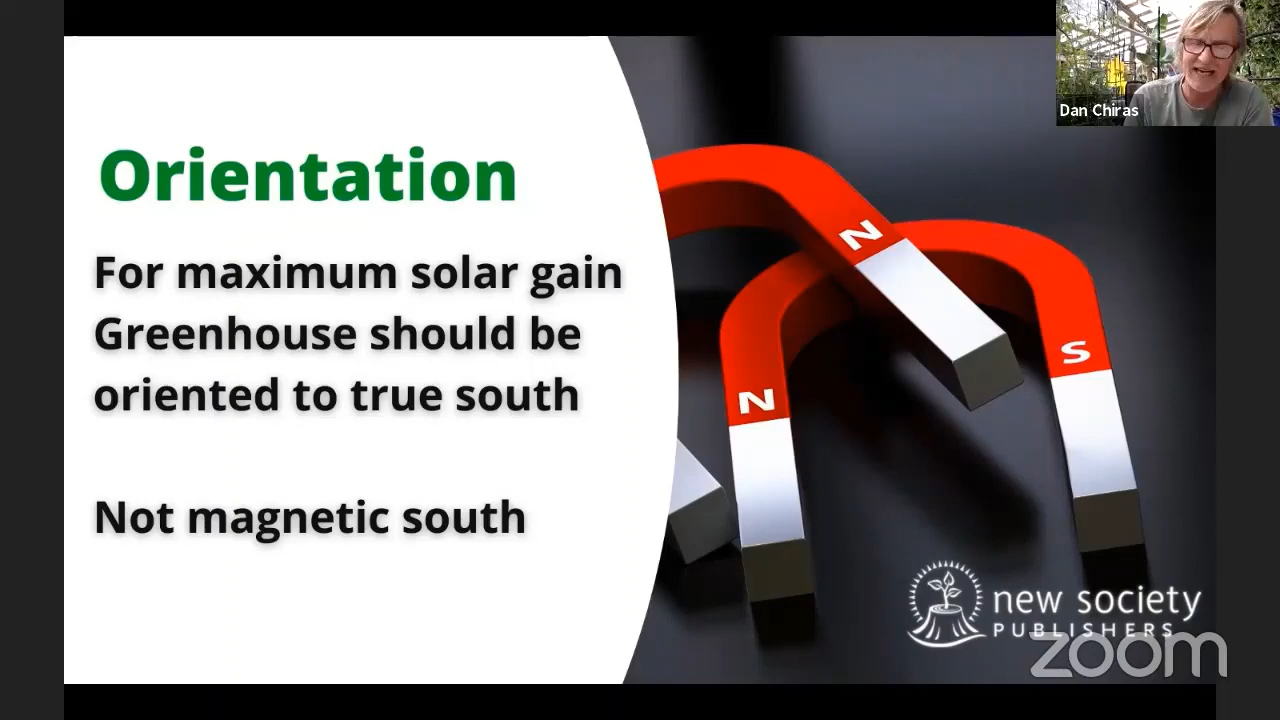 Dan Chiras
Orientation
For maximum solar gain
Greenhouse should be
oriented to true south
Not magnetic south
N
N
S
new society
PUBLISHERS
zoom